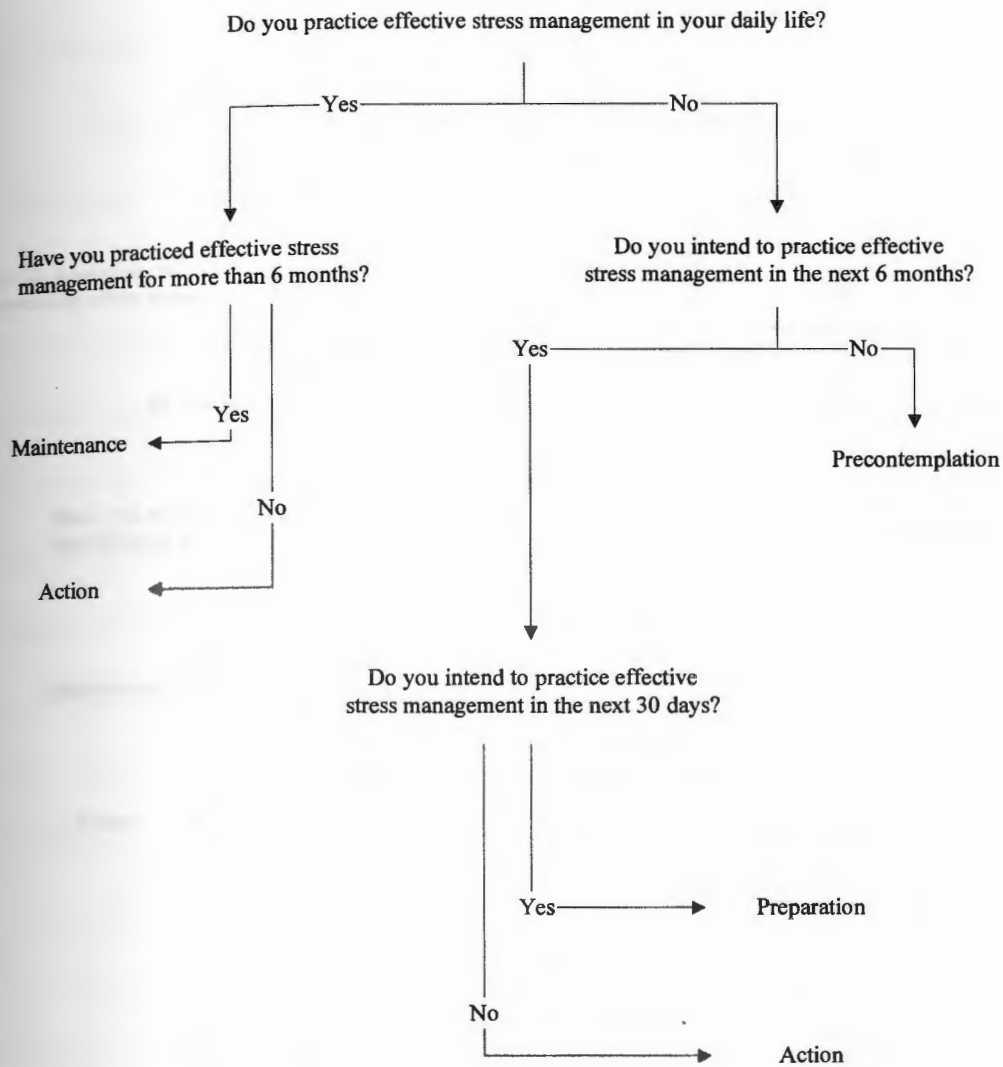 Do you practice effective stress management in your daily life?
Yes
No
Have you practiced effective stress
management for more than 6 months?
Do you intend to practice effective
stress management in the next 6 months?
Yes
No
Yes
Maintenance
Precontemplation
No
Action
Do you intend to practice effective
stress management in the next 30 days?
Yes
Preparation
No
Action